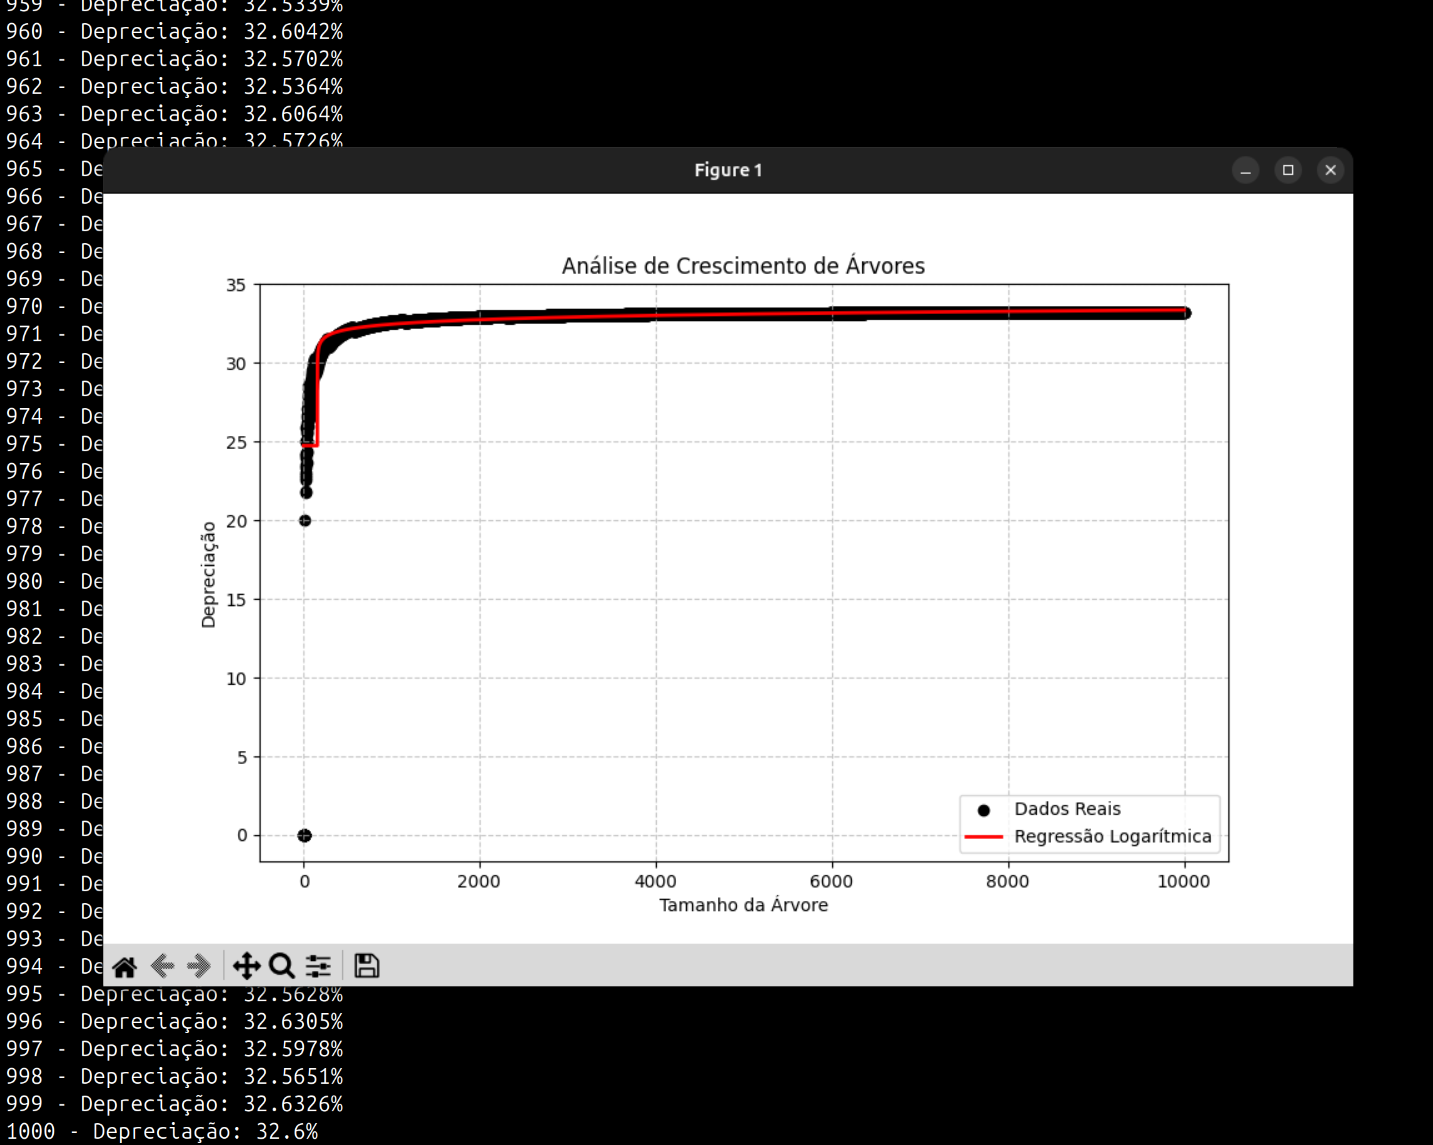 959 - Depreciação: 32.5339%
960 - Depreciação: 32.6042%
961 - Depreciação: 32.5702%
962 - Depreciação: 32.5364%
963 - Depreciação: 32.6064%
964 - Depreciação: 32.5726%
965 - De
966 - De
967 - De
968 - De
969 - De
970 - De
971 - De
972 - De
973 - De
974 - De
975 - De
976 - De
977 - De
978 - De
979 - De
980 - De
981 - De
982 - De
983 - De
984 - De
985 - De
986 - De
987 - De
988 - De
989 - De
990 - De
991 - De
992 - De
993 - De
994 - De
995 - Depreciação: 32.5628%
996 - Depreciação: 32.6305%
997 - Depreciação: 32.5978%
998 - Depreciação: 32.5651%
999 - Depreciação: 32.6326%
1000 - Depreciação: 32.6%
Figure 1
Análise de Crescimento de Árvores
35
30
25
20
15
10
5
0
Depreciação
Dados Reais
Regressão Logarítmica
0 2000 4000 6000 8000 10000
Tamanho da Árvore